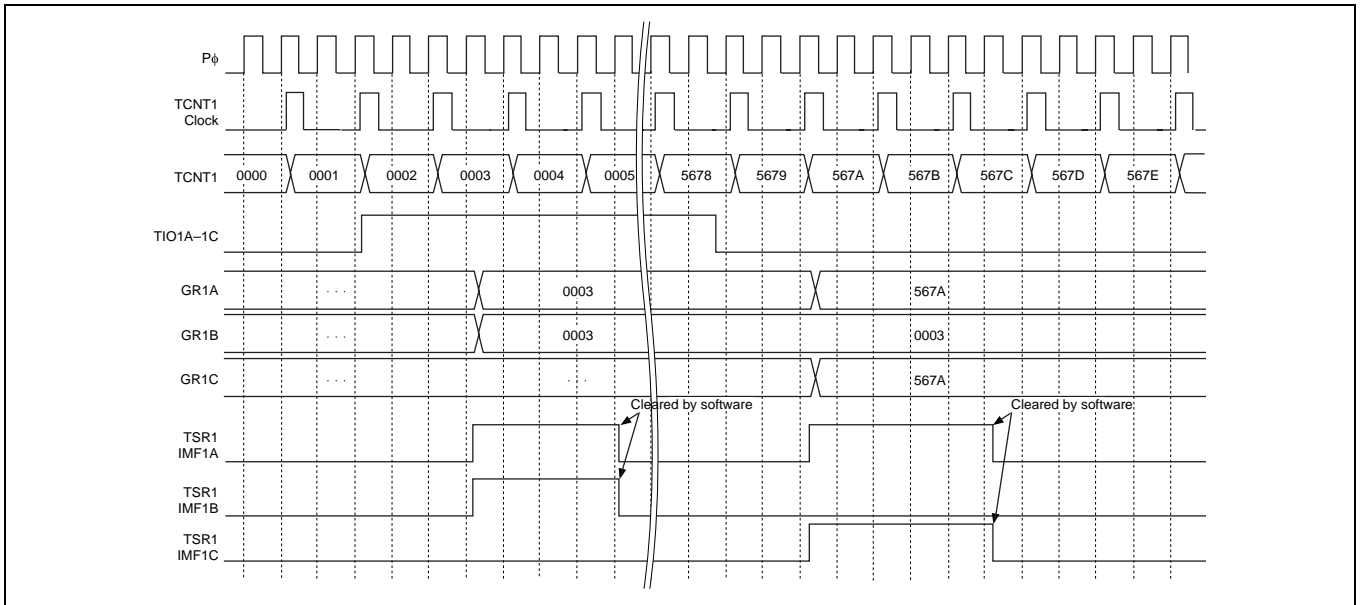 Pϕ
TCNT1
Clock
TCNT1 0000 0001 0002 0003 0004 0005 5678 5679 567A 567B 567C 567D 567E
TIO1A–1C
GR1A . . . 0003 567A
GR1B . . . 0003 0003
GR1C . . . . . . 567A
Cleared by software Cleared by software
TSR1
IMF1A
TSR1
IMF1B
TSR1
IMF1C